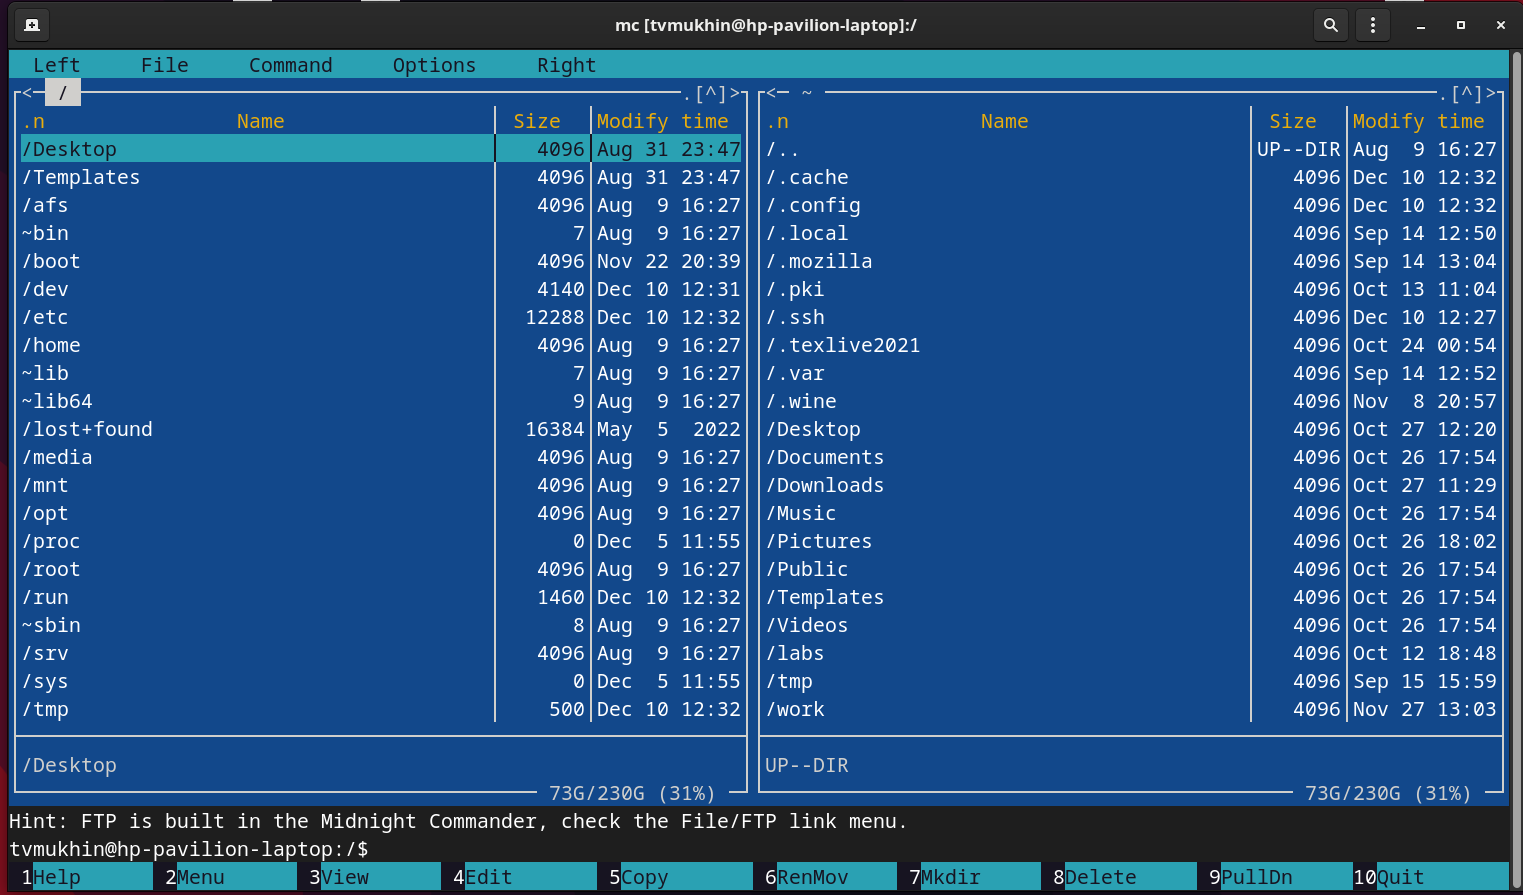 mc [tvmukhin@hp-pavilion-laptop]:/
Left File Command Options Right
<─ / .[^]>
.n Name Size Modify time
/Desktop 4096 Aug 31 23:47
/Templates 4096 Aug 31 23:47
/afs 4096 Aug 9 16:27
~bin 7 Aug 9 16:27
/boot 4096 Nov 22 20:39
/dev 4140 Dec 10 12:31
/etc 12288 Dec 10 12:32
/home 4096 Aug 9 16:27
~lib 7 Aug 9 16:27
~lib64 9 Aug 9 16:27
/lost+found 16384 May 5 2022
/media 4096 Aug 9 16:27
/mnt 4096 Aug 9 16:27
/opt 4096 Aug 9 16:27
/proc 0 Dec 5 11:55
/root 4096 Aug 9 16:27
/run 1460 Dec 10 12:32
~sbin 8 Aug 9 16:27
/srv 4096 Aug 9 16:27
/sys 0 Dec 5 11:55
/tmp 500 Dec 10 12:32
/Desktop
73G/230G (31%)
<─ ~ .[^]>
.n Name Size Modify time
/.. UP--DIR Aug 9 16:27
/.cache 4096 Dec 10 12:32
/.config 4096 Dec 10 12:32
/.local 4096 Sep 14 12:50
/.mozilla 4096 Sep 14 13:04
/.pki 4096 Oct 13 11:04
/.ssh 4096 Dec 10 12:27
/.texlive2021 4096 Oct 24 00:54
/.var 4096 Sep 14 12:52
/.wine 4096 Nov 8 20:57
/Desktop 4096 Oct 27 12:20
/Documents 4096 Oct 26 17:54
/Downloads 4096 Oct 27 11:29
/Music 4096 Oct 26 17:54
/Pictures 4096 Oct 26 18:02
/Public 4096 Oct 26 17:54
/Templates 4096 Oct 26 17:54
/Videos 4096 Oct 26 17:54
/labs 4096 Oct 12 18:48
/tmp 4096 Sep 15 15:59
/work 4096 Nov 27 13:03
UP--DIR
73G/230G (31%)
Hint: FTP is built in the Midnight Commander, check the File/FTP link menu.
tvmukhin@hp-pavilion-laptop:/$
1Help 2Menu 3View 4Edit 5Copy 6RenMov 7Mkdir 8Delete 9PullDn 10Quit